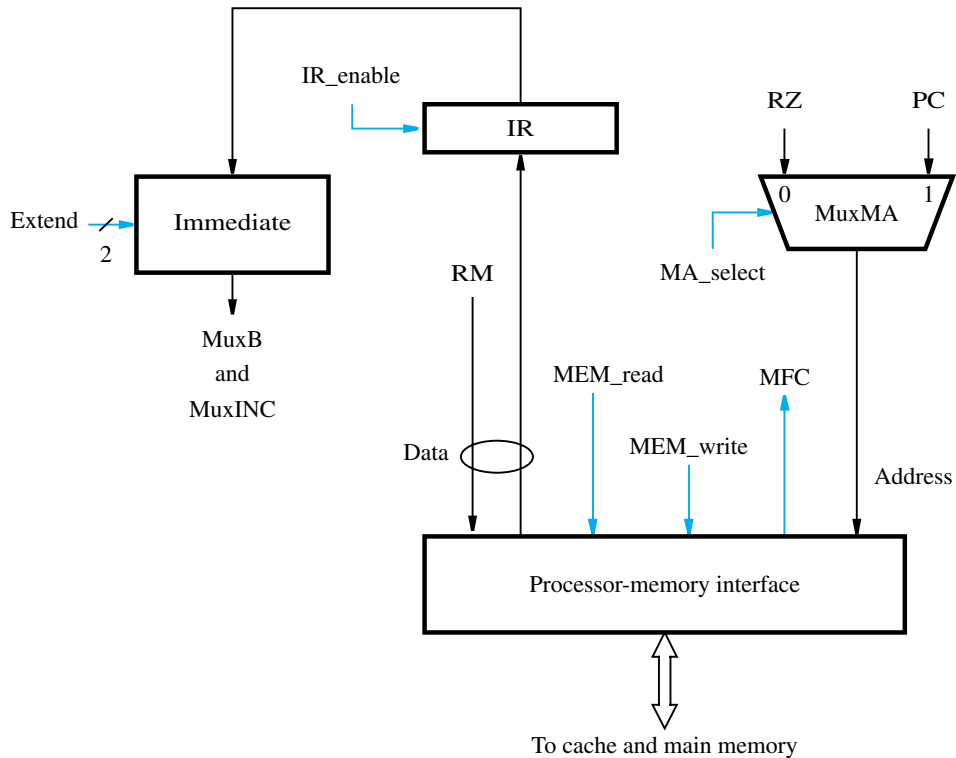 IR_enable
IR
RZ
PC
0
1
MuxMA
Extend
2
Immediate
MA_select
RM
MuxB
and
MuxINC
MEM_read
MFC
Data
MEM_write
Address
Processor-memory interface
To cache and main memory